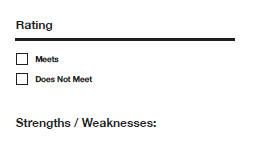 Rating
Meets
Does Not Meet
Strengths / Weaknesses: